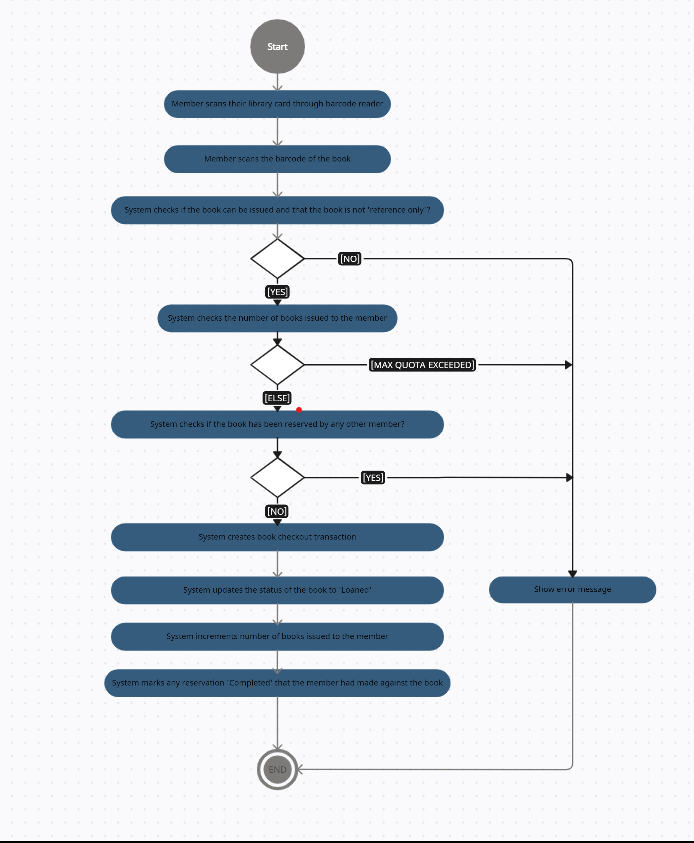 Start
Member scans their library card through barcode reader
Member scans the barcode of the book
System checks if the book can be issued and that the book is not 'reference only'?
[NO]
[YES]
System checks the number of books issued to the member
[MAX QUOTA EXCEEDED]
[ELSE]
System checks if the book has been reserved by any other member?
[YES]
[NO]
System creates book checkout transaction
System updates the status of the book to 'Loaned'
Show error message
System increments number of books issued to the member
System marks any reservation 'Completed' that the member had made against the book
END